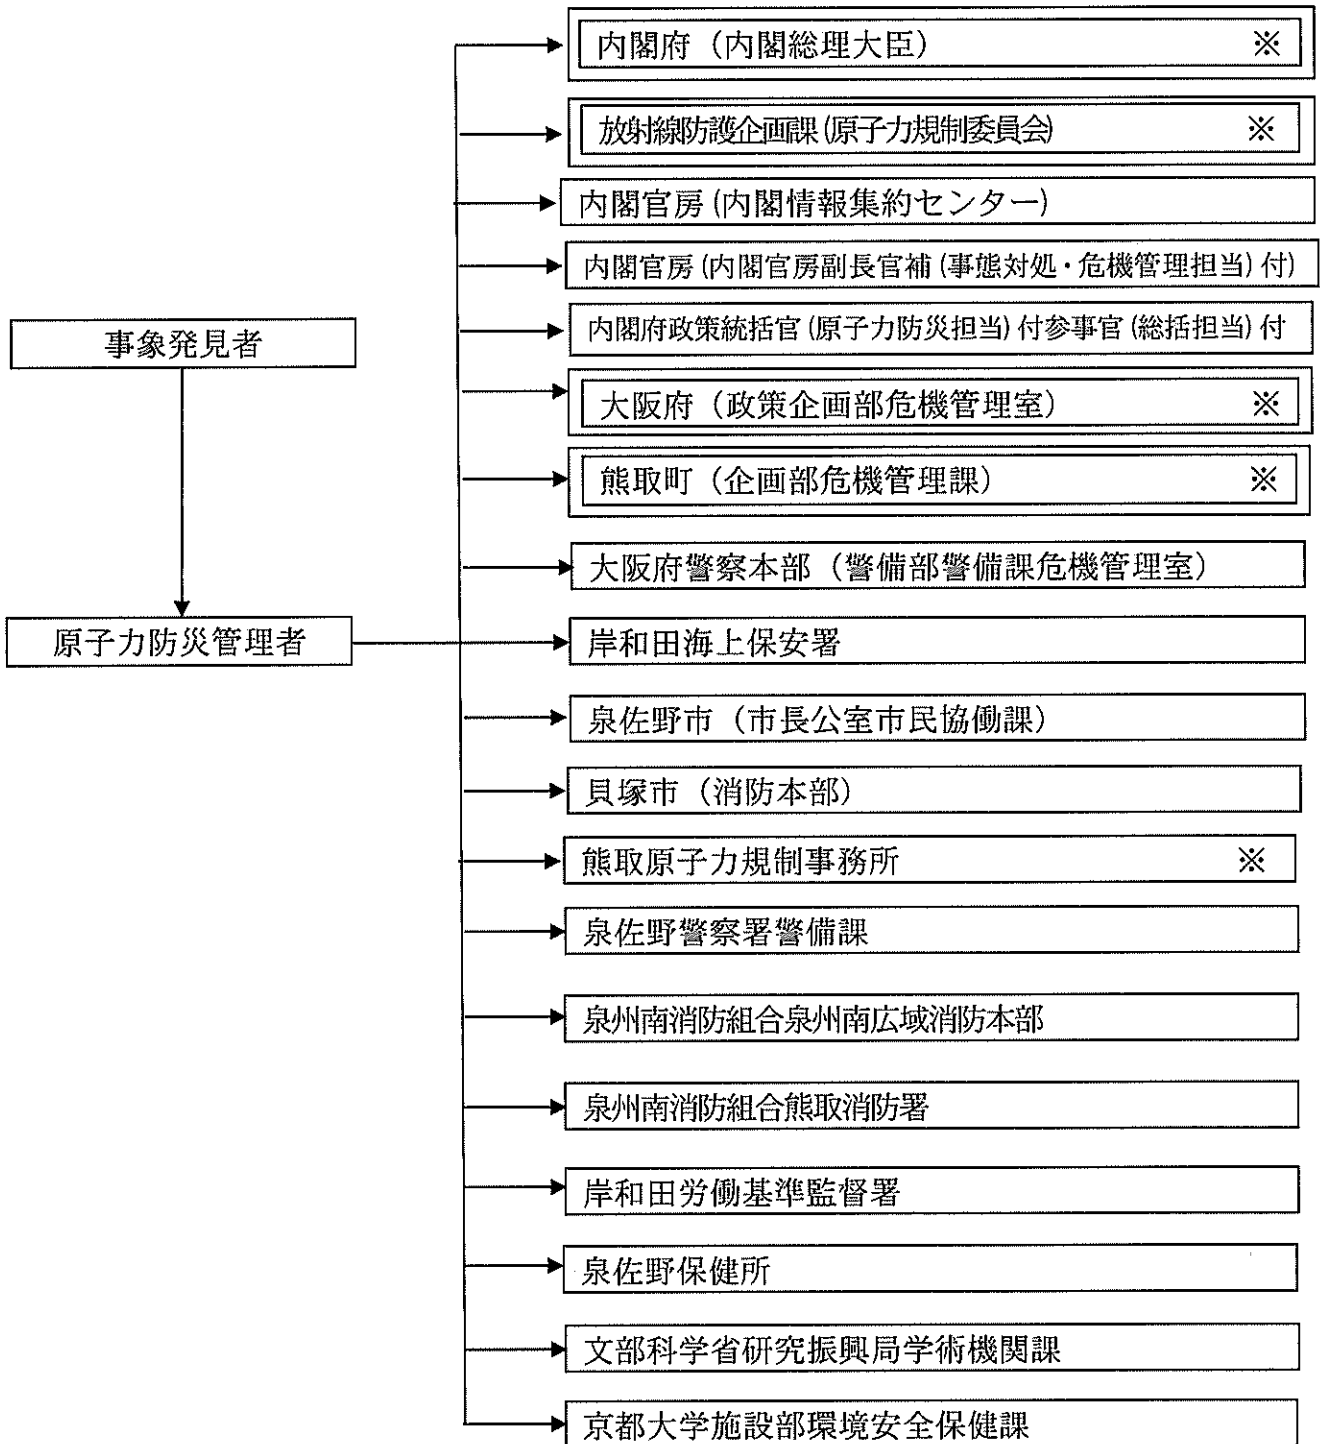 内閣府（内閣総理大臣） ※
放射線防護企画課(原子力規制委員会) ※
内閣官房(内閣情報集約センター)
内閣官房(内閣官房副長官補(事態対処・危機管理担当)付)
内閣府政策統括官(原子力防災担当)付参事官(総括担当)付
事象発見者
大阪府（政策企画部危機管理室） ※
熊取町（企画部危機管理課） ※
大阪府警察本部（警備部警備課危機管理室）
原子力防災管理者
岸和田海上保安署
泉佐野市（市長公室市民協働課）
貝塚市（消防本部）
熊取原子力規制事務所 ※
泉佐野警察署警備課
泉州南消防組合泉州南広域消防本部
泉州南消防組合熊取消防署
岸和田労働基準監督署
泉佐野保健所
文部科学省研究振興局学術機関課
京都大学施設部環境安全保健課